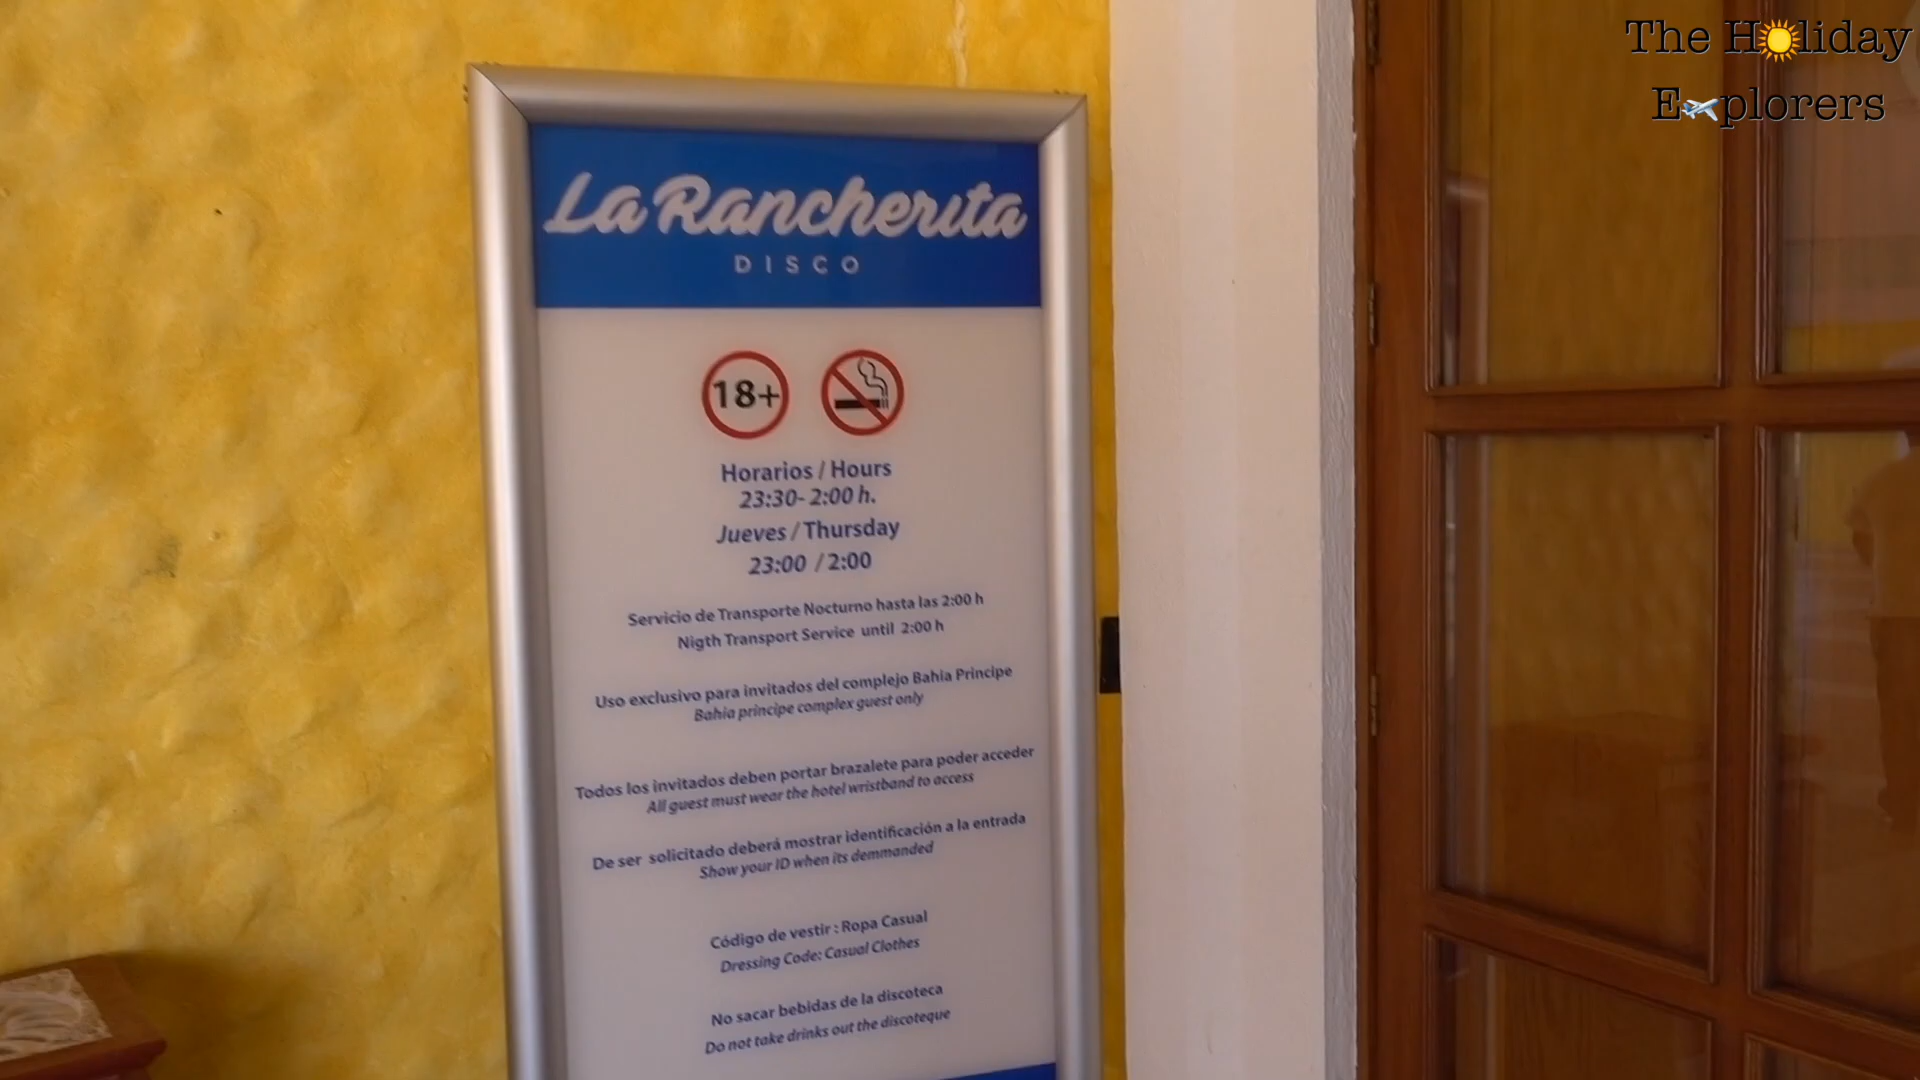 The Holiday
Explorers
La Rancherita
DISCO
18+
Horarios / Hours
23:30- 2:00 h.
Jueves / Thursday
23:00 / 2:00
Servicio de Transporte Nocturno hasta las 2:00 h
Nigth Transport Service until 2:00 h
Uso exclusivo para invitados del complejo Bahia Principe
Bahia principe complex guest only
Todos los invitados deben portar brazalete para poder acceder
All guest must wear the hotel wristband to access
De ser solicitado deberá mostrar identificación a la entrada
Show your ID when its demmanded
Código de vestir : Ropa Casual
Dressing Code: Casual Clothes
No sacar bebidas de la discoteca
Do not take drinks out the discoteque